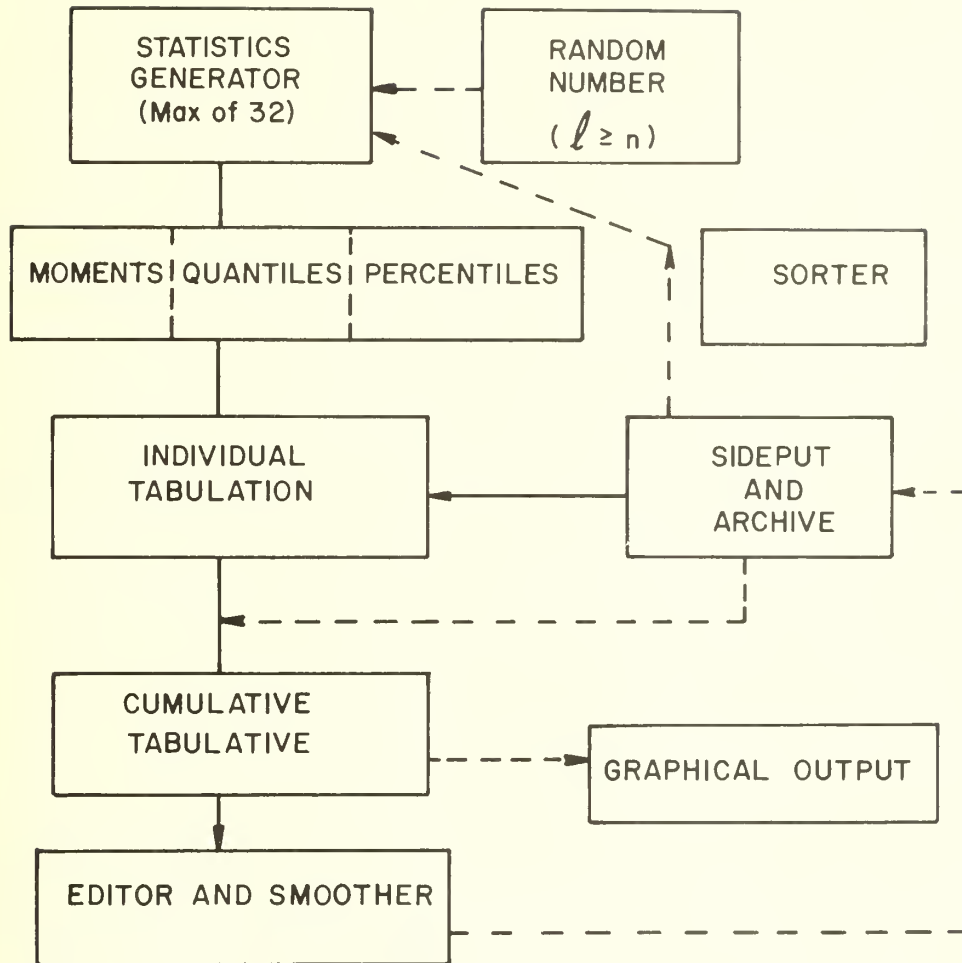 STATISTICS
GENERATOR
(Max of 32)
RANDOM
NUMBER
( ℓ ≥ n )
MOMENTS
QUANTILES
PERCENTILES
SORTER
INDIVIDUAL
TABULATION
SIDEPUT
AND
ARCHIVE
CUMULATIVE
TABULATIVE
GRAPHICAL OUTPUT
EDITOR AND SMOOTHER